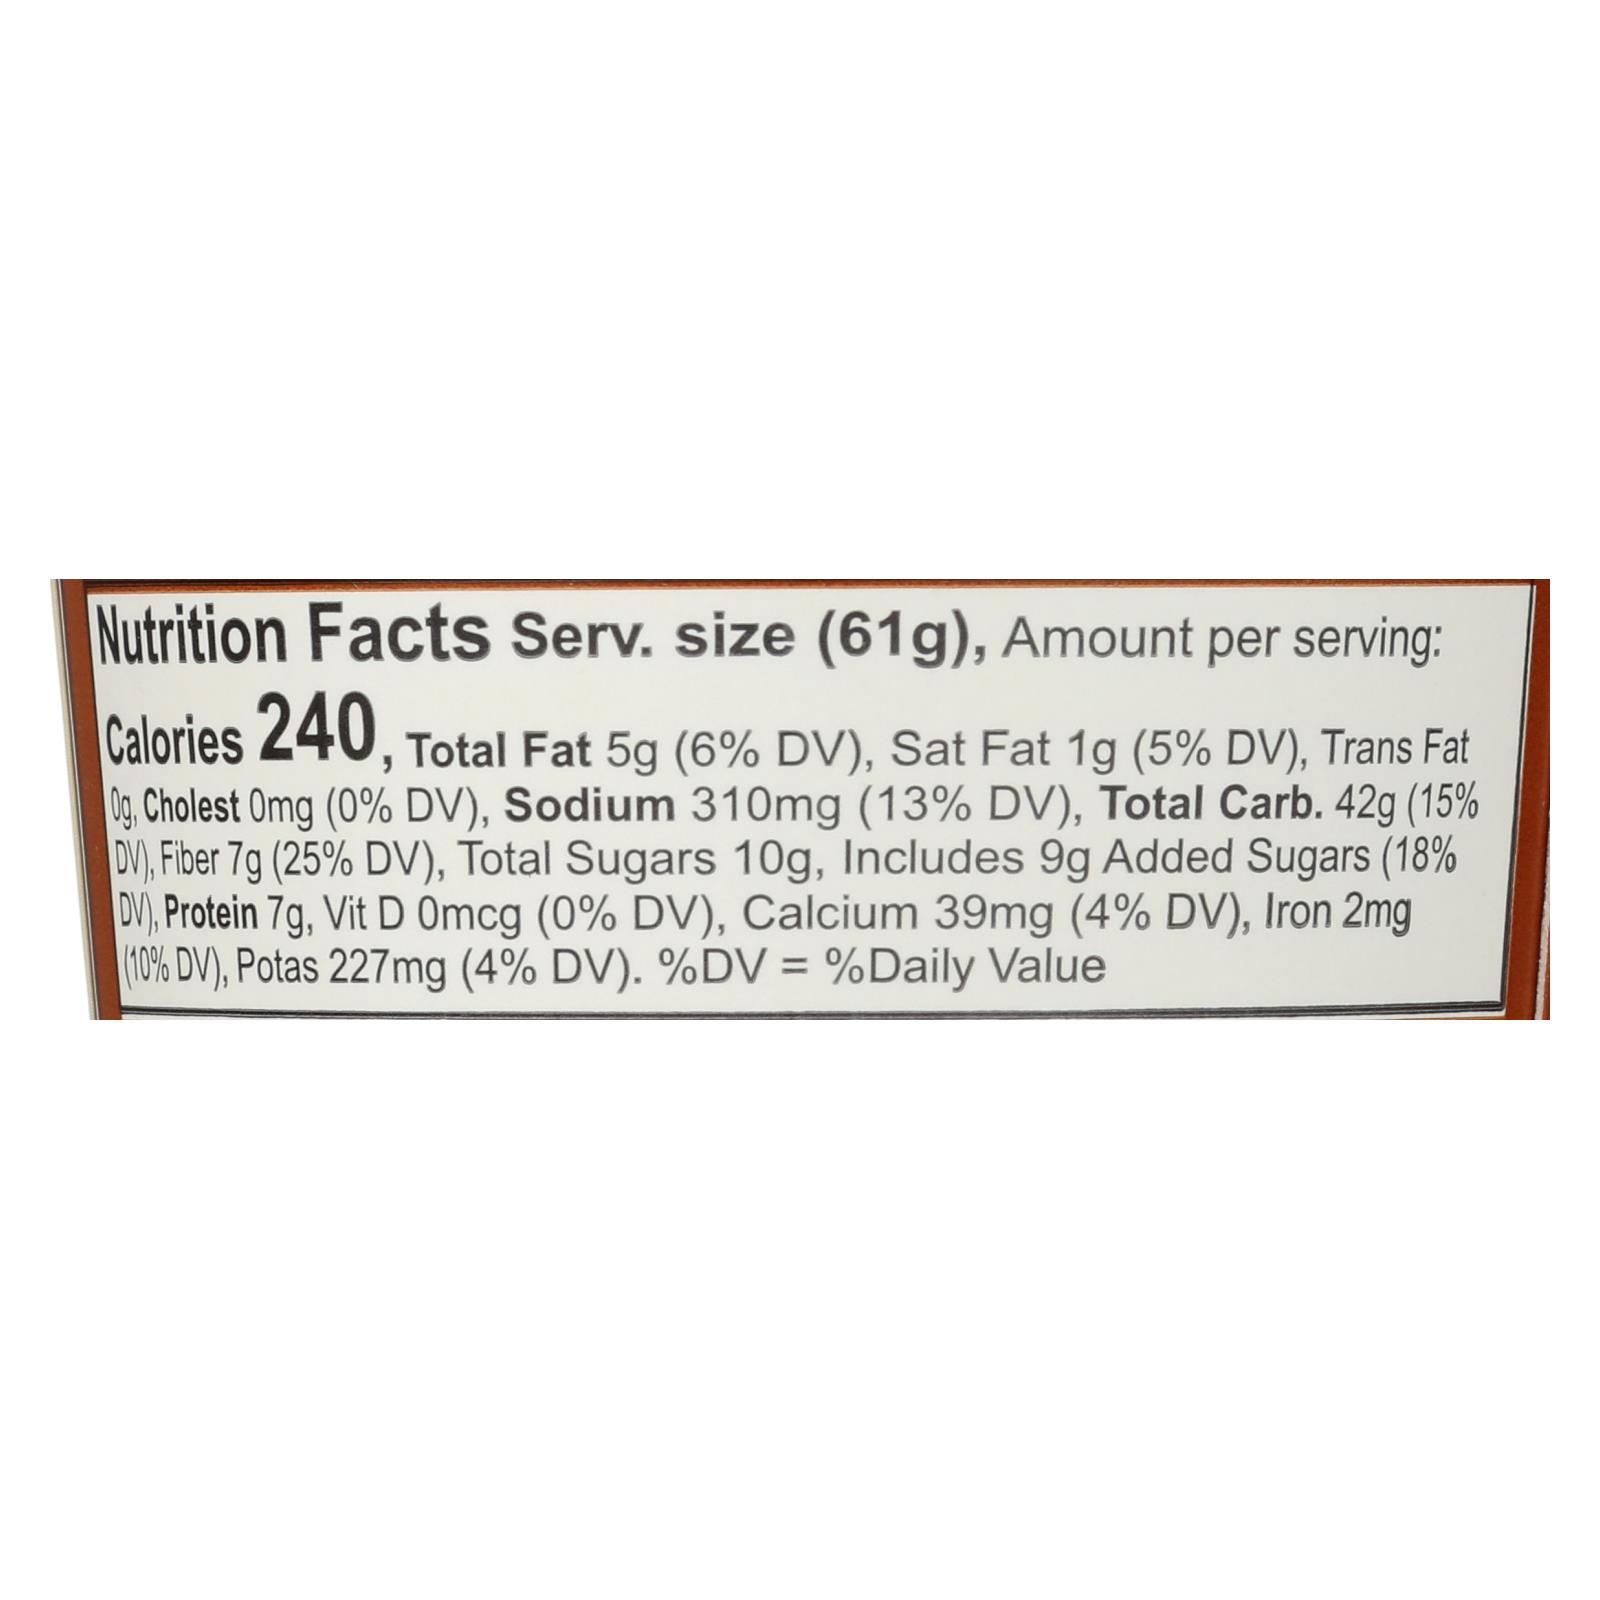 Nutrition Facts Serv. size (61g), Amount per serving:
Calories 240, Total Fat 5g (6% DV), Sat Fat 1g (5% DV), Trans Fat
0g, Cholest 0mg (0% DV), Sodium 310mg (13% DV), Total Carb. 42g (15%
DV), Fiber 7g (25% DV), Total Sugars 10g, Includes 9g Added Sugars (18%
DV), Protein 7g, Vit D 0mcg (0% DV), Calcium 39mg (4% DV), Iron 2mg
(10% DV), Potas 227mg (4% DV). %DV = %Daily Value